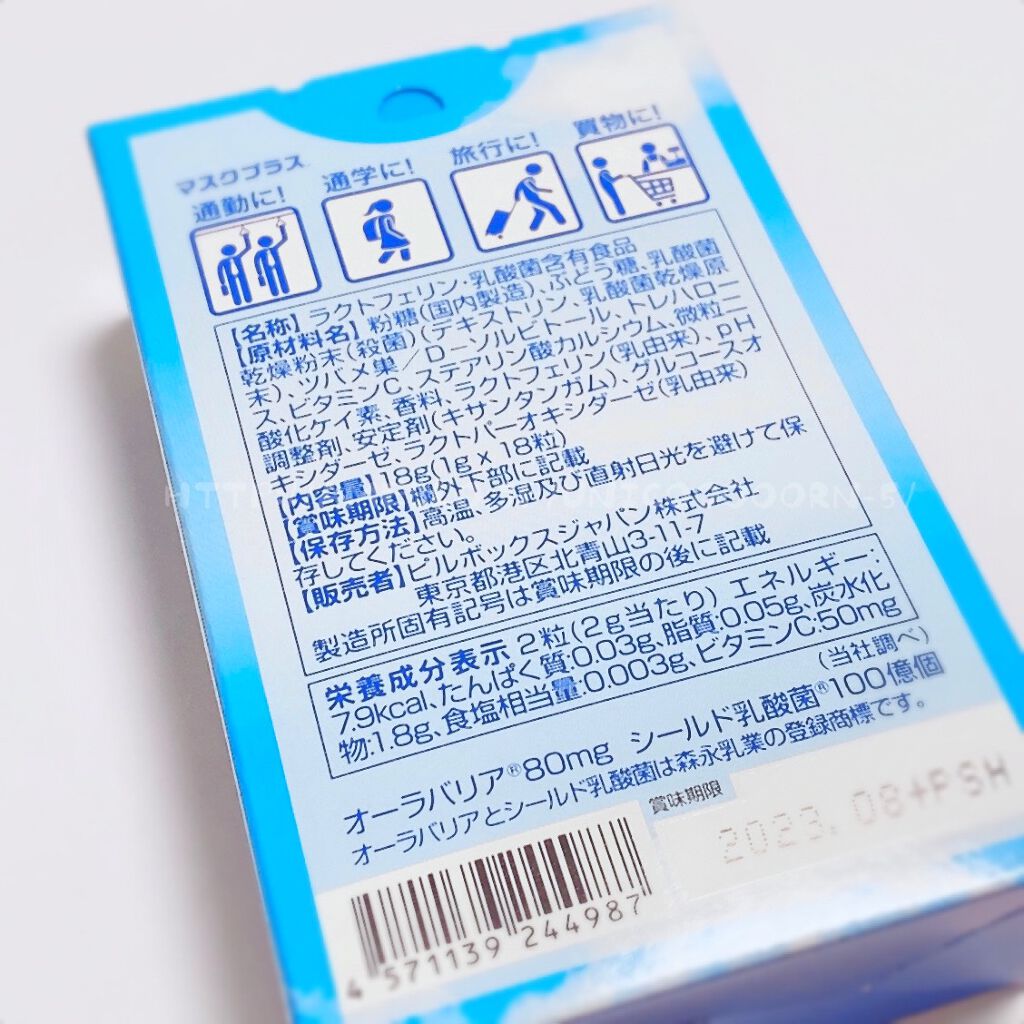 マスクプラス
通勤に! 通学に! 旅行に! 買物に!
【名称】ラクトフェリン・乳酸菌含有食品
【原材料名】粉糖(国内製造)、ぶどう糖、乳酸菌
乾燥粉末(殺菌)(デキストリン、乳酸菌乾燥原
末)、ツバメ巣/ローソルビトール、トレハロー
ス、ビタミンC、ステアリン酸カルシウム、微粒二
酸化ケイ素、香料、ラクトフェリン(乳由来)、pH
調整剤、安定剤(キサンタンガム)、グルコースオ
キシダーゼ、ラクトパーオキシダーゼ(乳由来)
【内容量】18g(1g×18粒)
【賞味期限】欄外下部に記載
【保存方法】高温、多湿及び直射日光を避けて保
存してください。
【販売者】ピルボックスジャパン株式会社
東京都港区北青山3-11-7
製造所固有記号は賞味期限の後に記載
栄養成分表示 2粒(2g当たり) エネルギー:
7.9kcal、たんぱく質:0.03g、脂質:0.05g、炭水化
物:1.8g、食塩相当量:0.003g、ビタミンC:50mg
(当社調べ)
オーラバリア®80mg シールド乳酸菌®100億個
オーラバリアとシールド乳酸菌は森永乳業の登録商標です。
賞味期限
2023.08+PSH
4 571139 244987